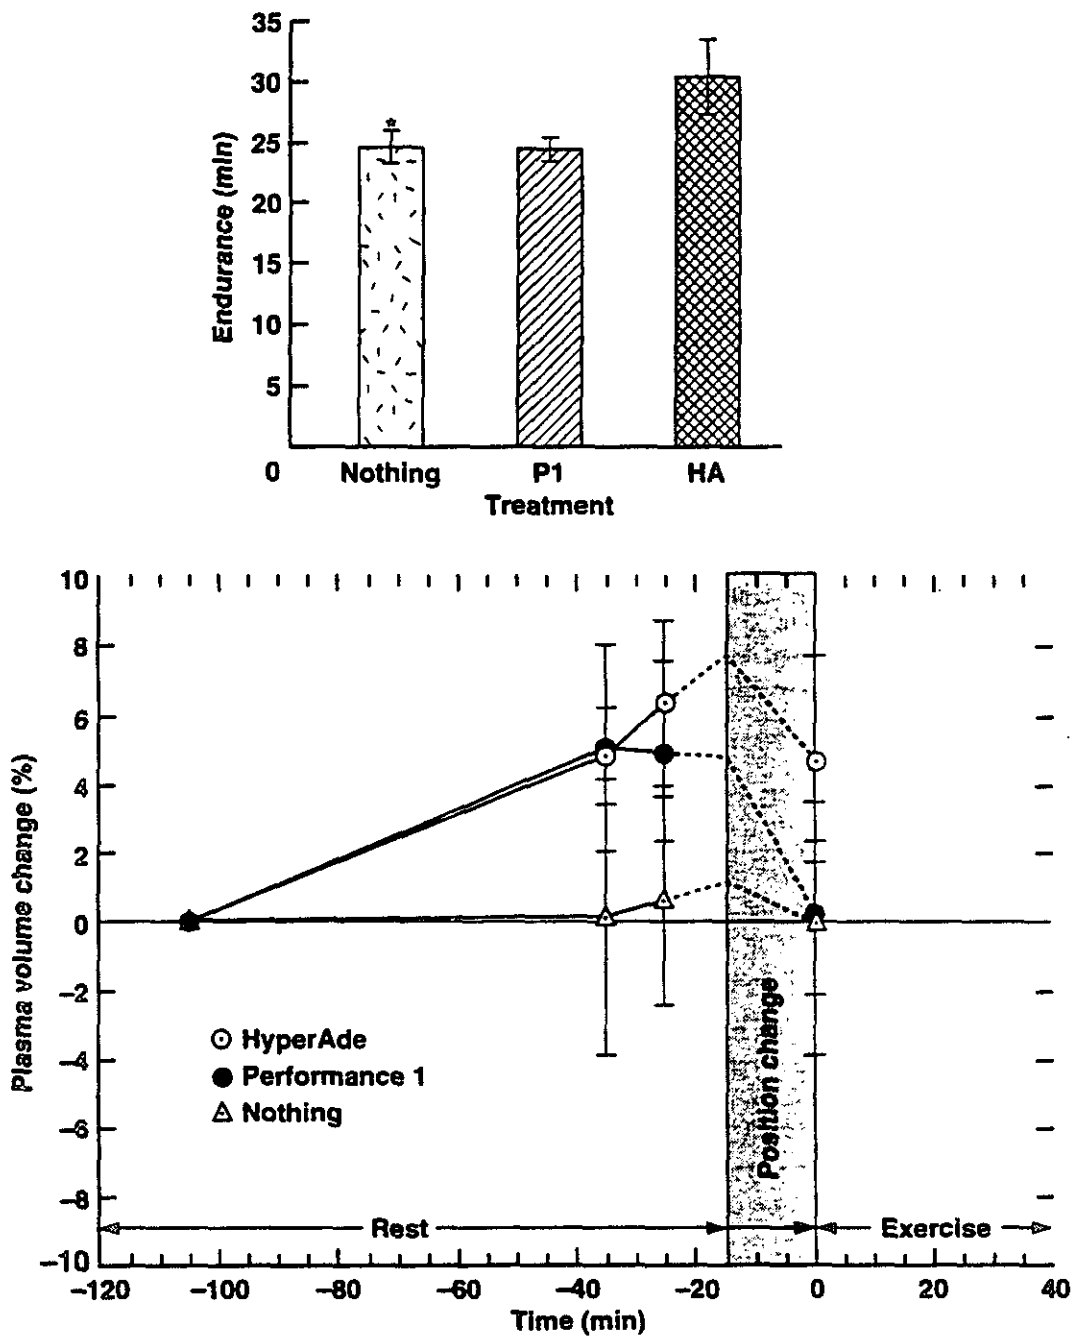 35
30
25
20
15
10
5
0
Endurance (min)
*
Nothing P1 HA
Treatment
10
8
6
4
2
0
−2
−4
−6
−8
−10
Plasma volume change (%)
HyperAde
Performance 1
Nothing
Position change
Rest Exercise
−120 −100 −80 −60 −40 −20 0 20 40
Time (min)